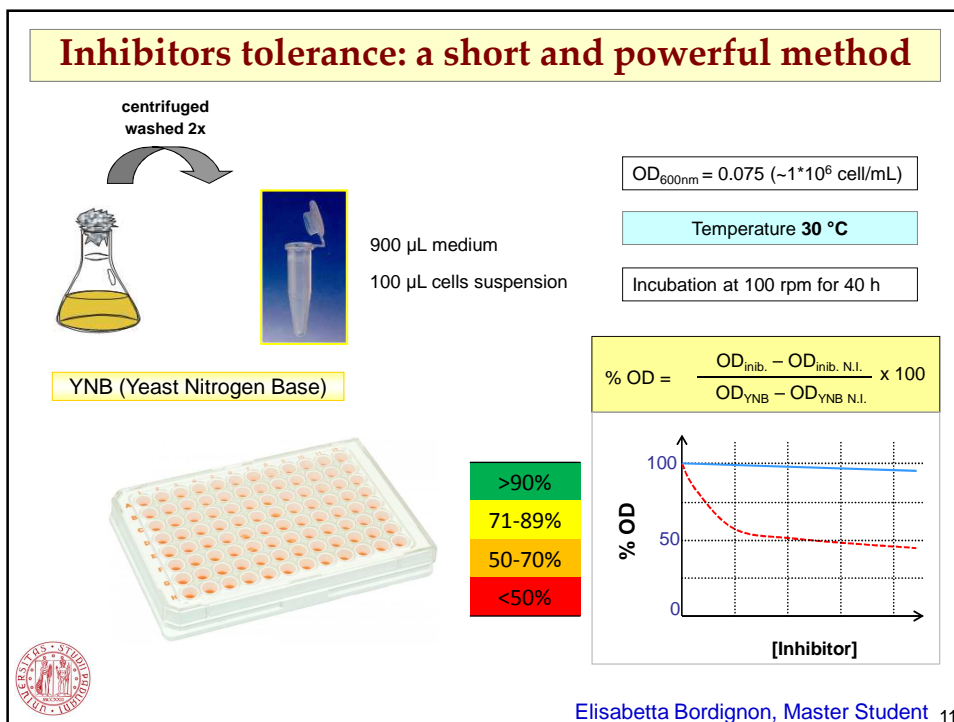 Inhibitors tolerance: a short and powerful method
centrifuged
washed 2x
900 µL medium
100 µL cells suspension
OD600nm = 0.075 (~1*10⁶ cell/mL)
Temperature 30 °C
Incubation at 100 rpm for 40 h
YNB (Yeast Nitrogen Base)
% OD = (ODinib. – ODinib. N.I.) / (ODYNB – ODYNB N.I.) x 100
>90%
71-89%
50-70%
<50%
100
50
0
% OD
[Inhibitor]
Elisabetta Bordignon, Master Student 11